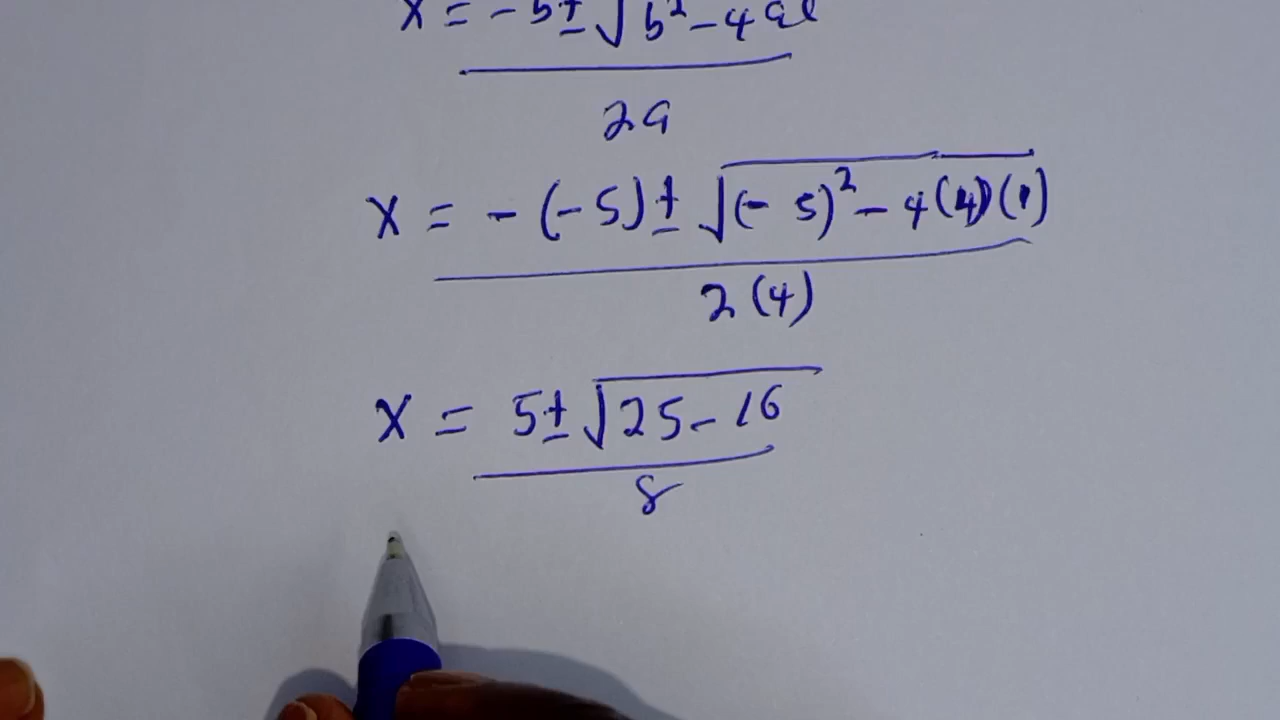 x = -b ± √b² - 4ac
2a
x = - (-5) ± √(-5)² - 4(4)(1)
2(4)
x = 5 ± √25 - 16
8